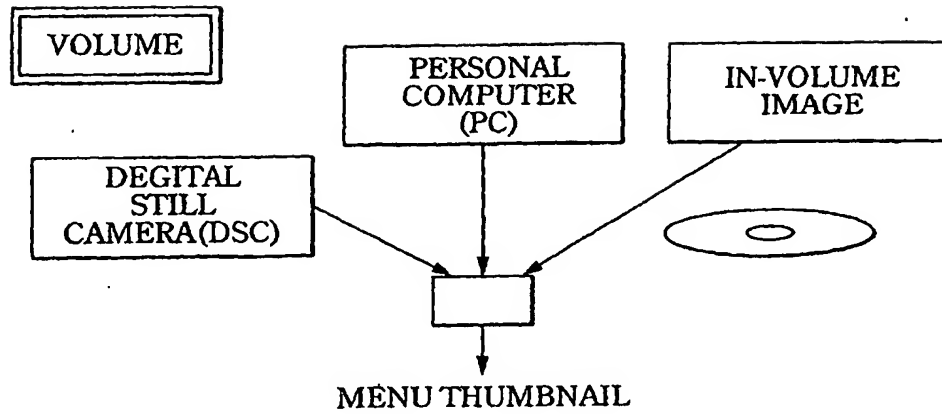 VOLUME
PERSONAL
COMPUTER
(PC)
IN-VOLUME
IMAGE
DEGITAL
STILL
CAMERA(DSC)
MENU THUMBNAIL